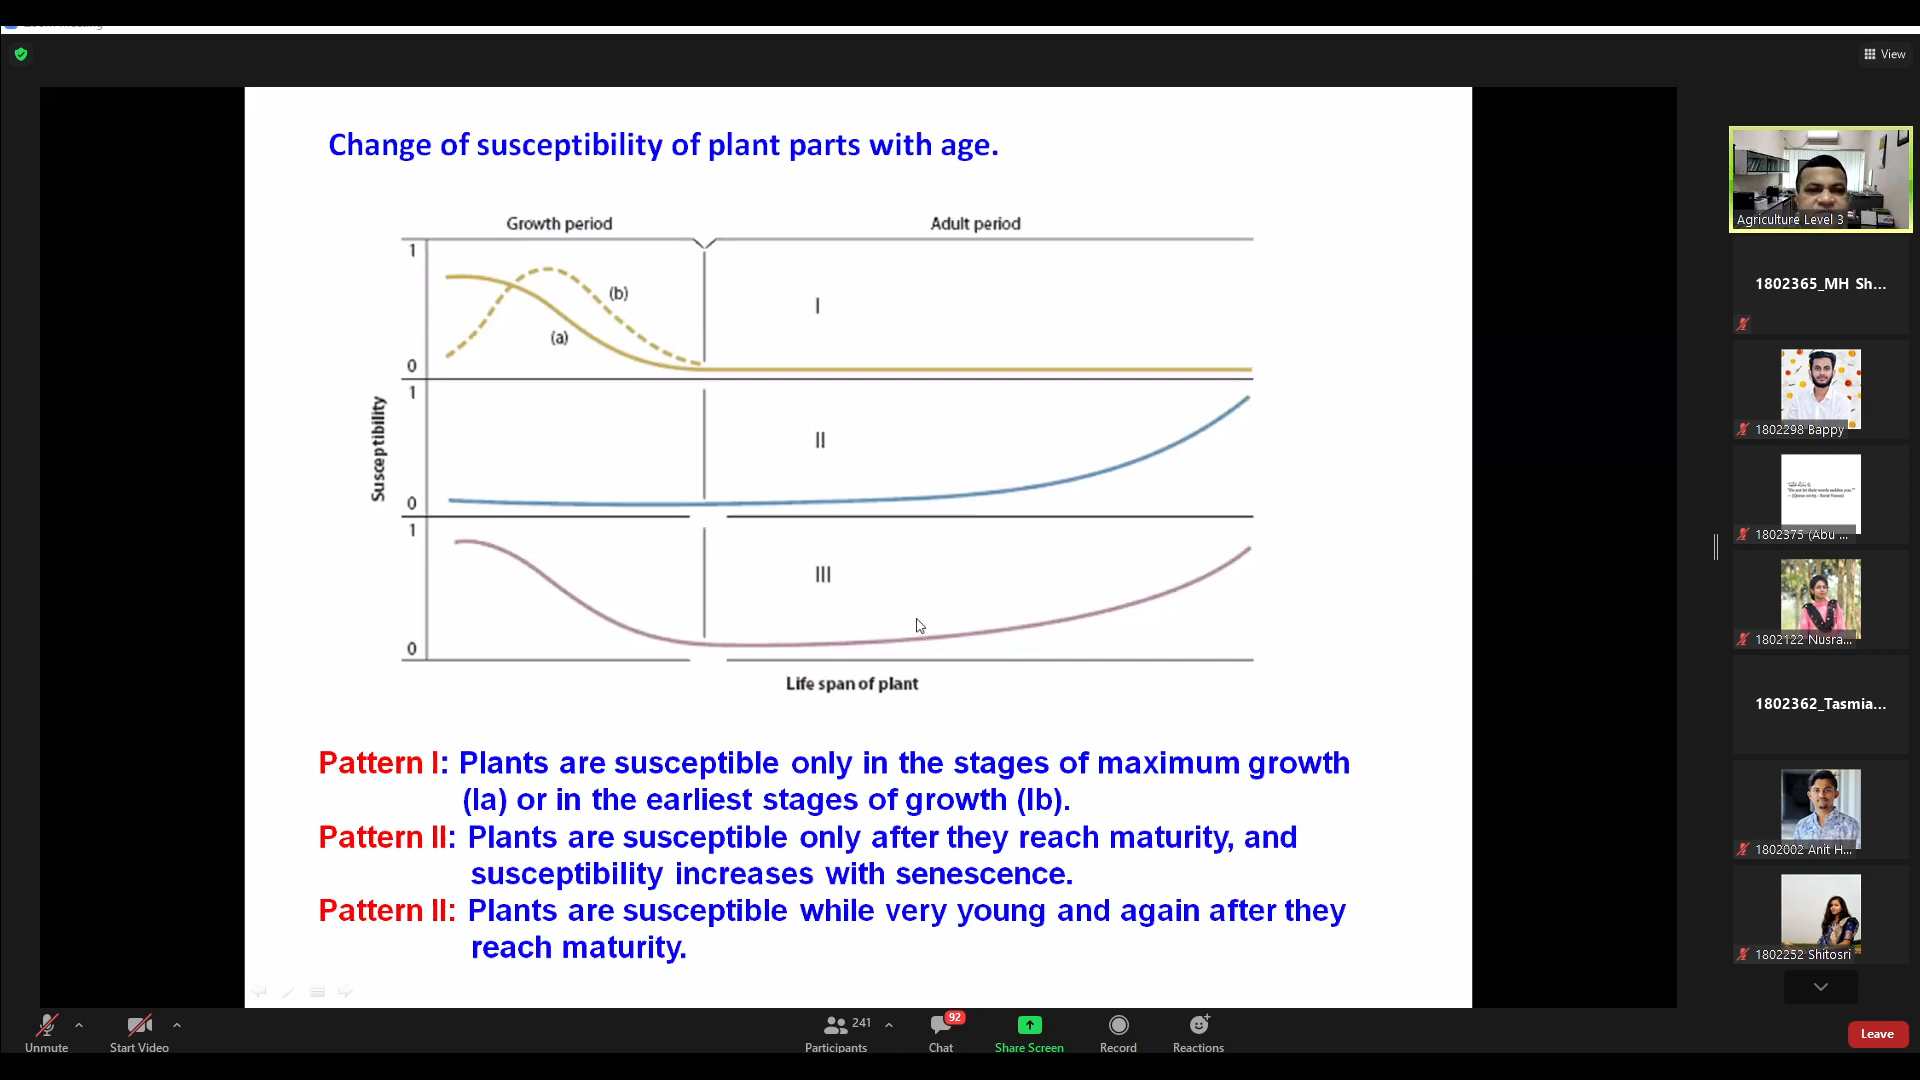 View
Change of susceptibility of plant parts with age.
Growth period
Adult period
1
(b)
I
(a)
0
1
II
Susceptibility
0
1
III
0
Life span of plant
Pattern I: Plants are susceptible only in the stages of maximum growth
(Ia) or in the earliest stages of growth (Ib).
Pattern II: Plants are susceptible only after they reach maturity, and
susceptibility increases with senescence.
Pattern II: Plants are susceptible while very young and again after they
reach maturity.
Agriculture Level 3
1802365_MH Sh...
1802298 Bappy
1802375 (Abu ...
1802122 Nusra...
1802362_Tasmia...
1802002 Anit H...
1802252 Shitosri
Unmute
Start Video
241
Participants
92
Chat
Share Screen
Record
Reactions
Leave